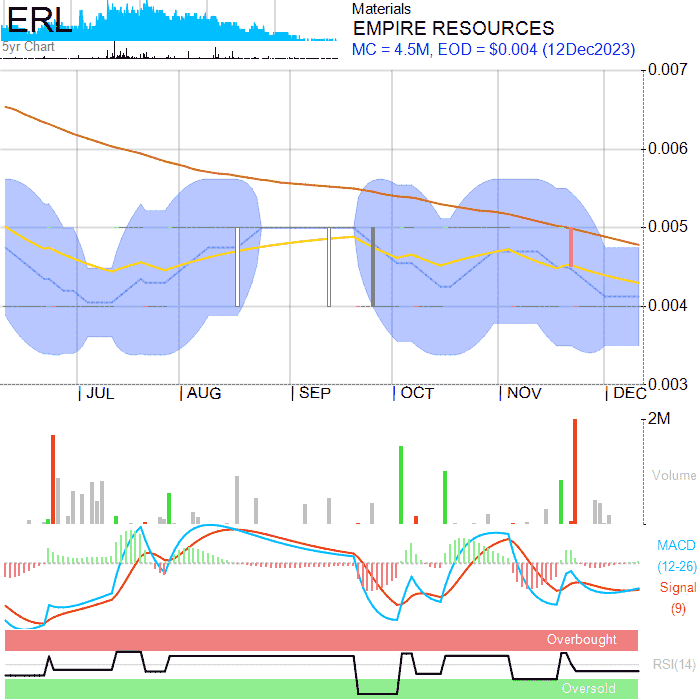 ERL
5yr Chart
Materials
EMPIRE RESOURCES
MC = 4.5M, EOD = $0.004 (12Dec2023)
0.007
0.006
0.005
0.004
0.003
JUL
AUG
SEP
OCT
NOV
DEC
2M
Volume
MACD
(12-26)
Signal
(9)
Overbought
RSI(14)
Oversold